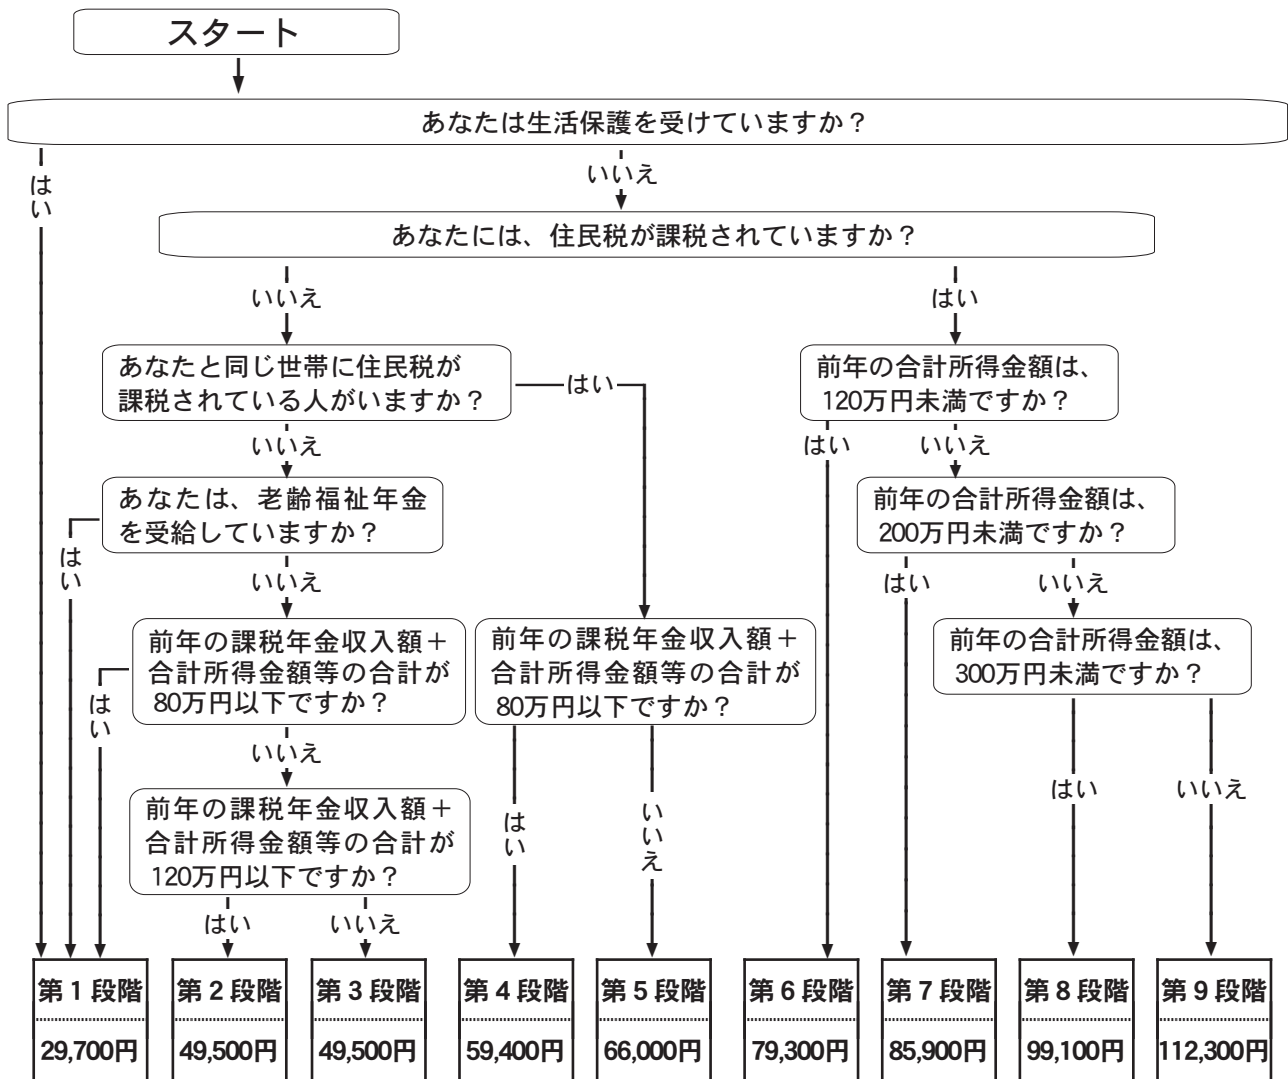 スタート
あなたは生活保護を受けていますか？
はい
いいえ
あなたには、住民税が課税されていますか？
いいえ
はい
あなたと同じ世帯に住民税が
課税されている人がいますか？
はい
前年の合計所得金額は、
120万円未満ですか？
いいえ
はい
いいえ
あなたは、老齢福祉年金
を受給していますか？
前年の合計所得金額は、
200万円未満ですか？
はい
いいえ
はい
いいえ
前年の課税年金収入額＋
合計所得金額等の合計が
80万円以下ですか？
前年の課税年金収入額＋
合計所得金額等の合計が
80万円以下ですか？
前年の合計所得金額は、
300万円未満ですか？
はい
いいえ
前年の課税年金収入額＋
合計所得金額等の合計が
120万円以下ですか？
はい
いいえ
はい
いいえ
はい
いいえ
第１段階
第２段階
第３段階
第４段階
第５段階
第６段階
第７段階
第８段階
第９段階
29,700円
49,500円
49,500円
59,400円
66,000円
79,300円
85,900円
99,100円
112,300円